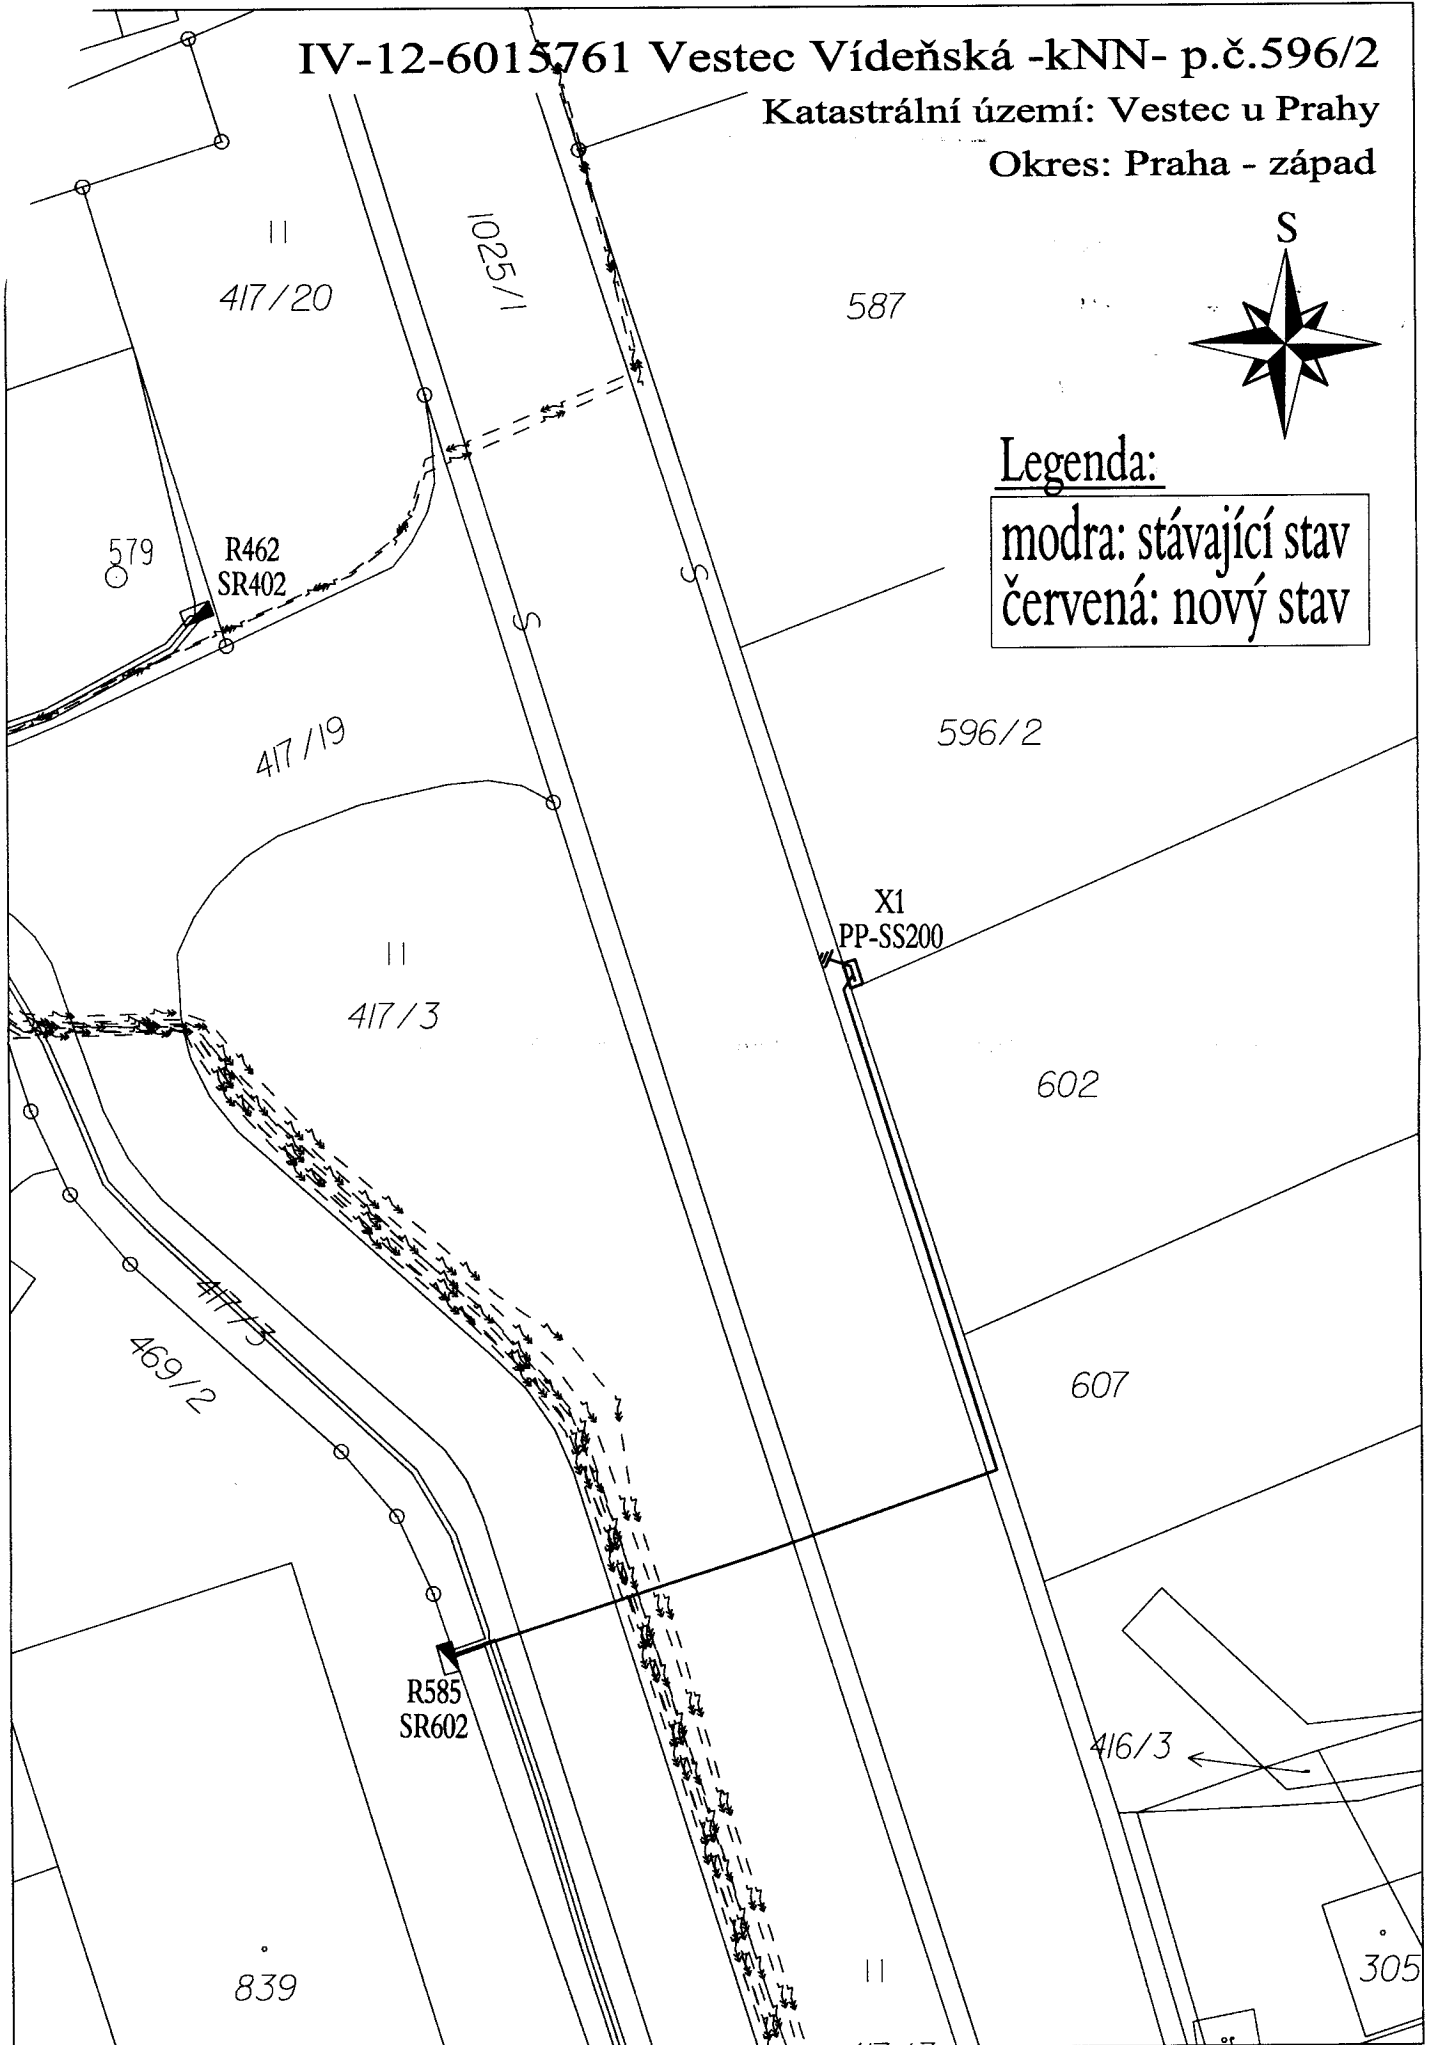 IV-12-6015761 Vestec Vídeňská -kNN- p.č.596/2
Katastrální území: Vestec u Prahy
Okres: Praha - západ
S
417/20
1025/1
587
Legenda:
modra: stávající stav
červená: nový stav
579
R462
SR402
S
S
417/19
596/2
X1
PP-SS200
417/3
602
417/3
469/2
607
R585
SR602
416/3
839
305